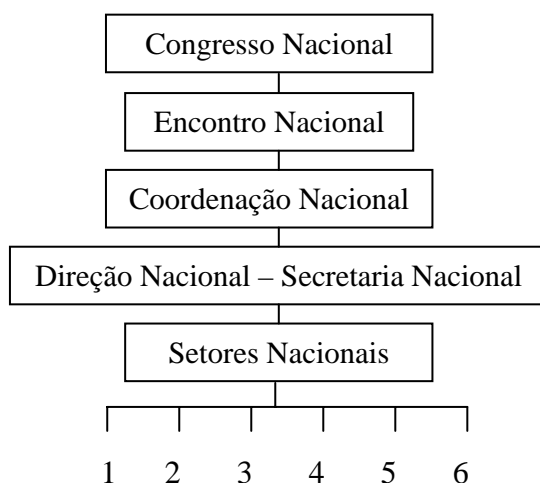 Congresso Nacional
Encontro Nacional
Coordenação Nacional
Direção Nacional – Secretaria Nacional
Setores Nacionais
1 2 3 4 5 6